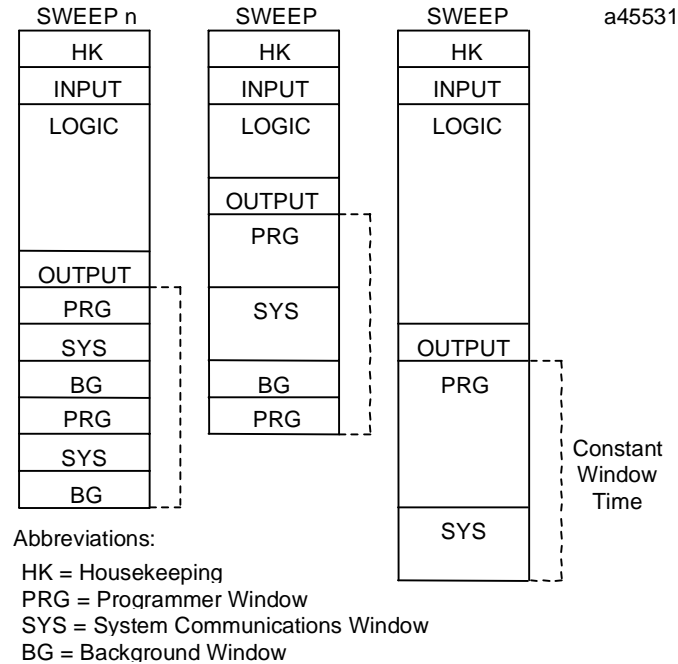 SWEEP n
HK
INPUT
LOGIC
OUTPUT
PRG
SYS
BG
PRG
SYS
BG
SWEEP
HK
INPUT
LOGIC
OUTPUT
PRG
SYS
BG
PRG
SWEEP
HK
INPUT
LOGIC
OUTPUT
PRG
SYS
a45531
Constant
Window
Time
Abbreviations:
HK = Housekeeping
PRG = Programmer Window
SYS = System Communications Window
BG = Background Window